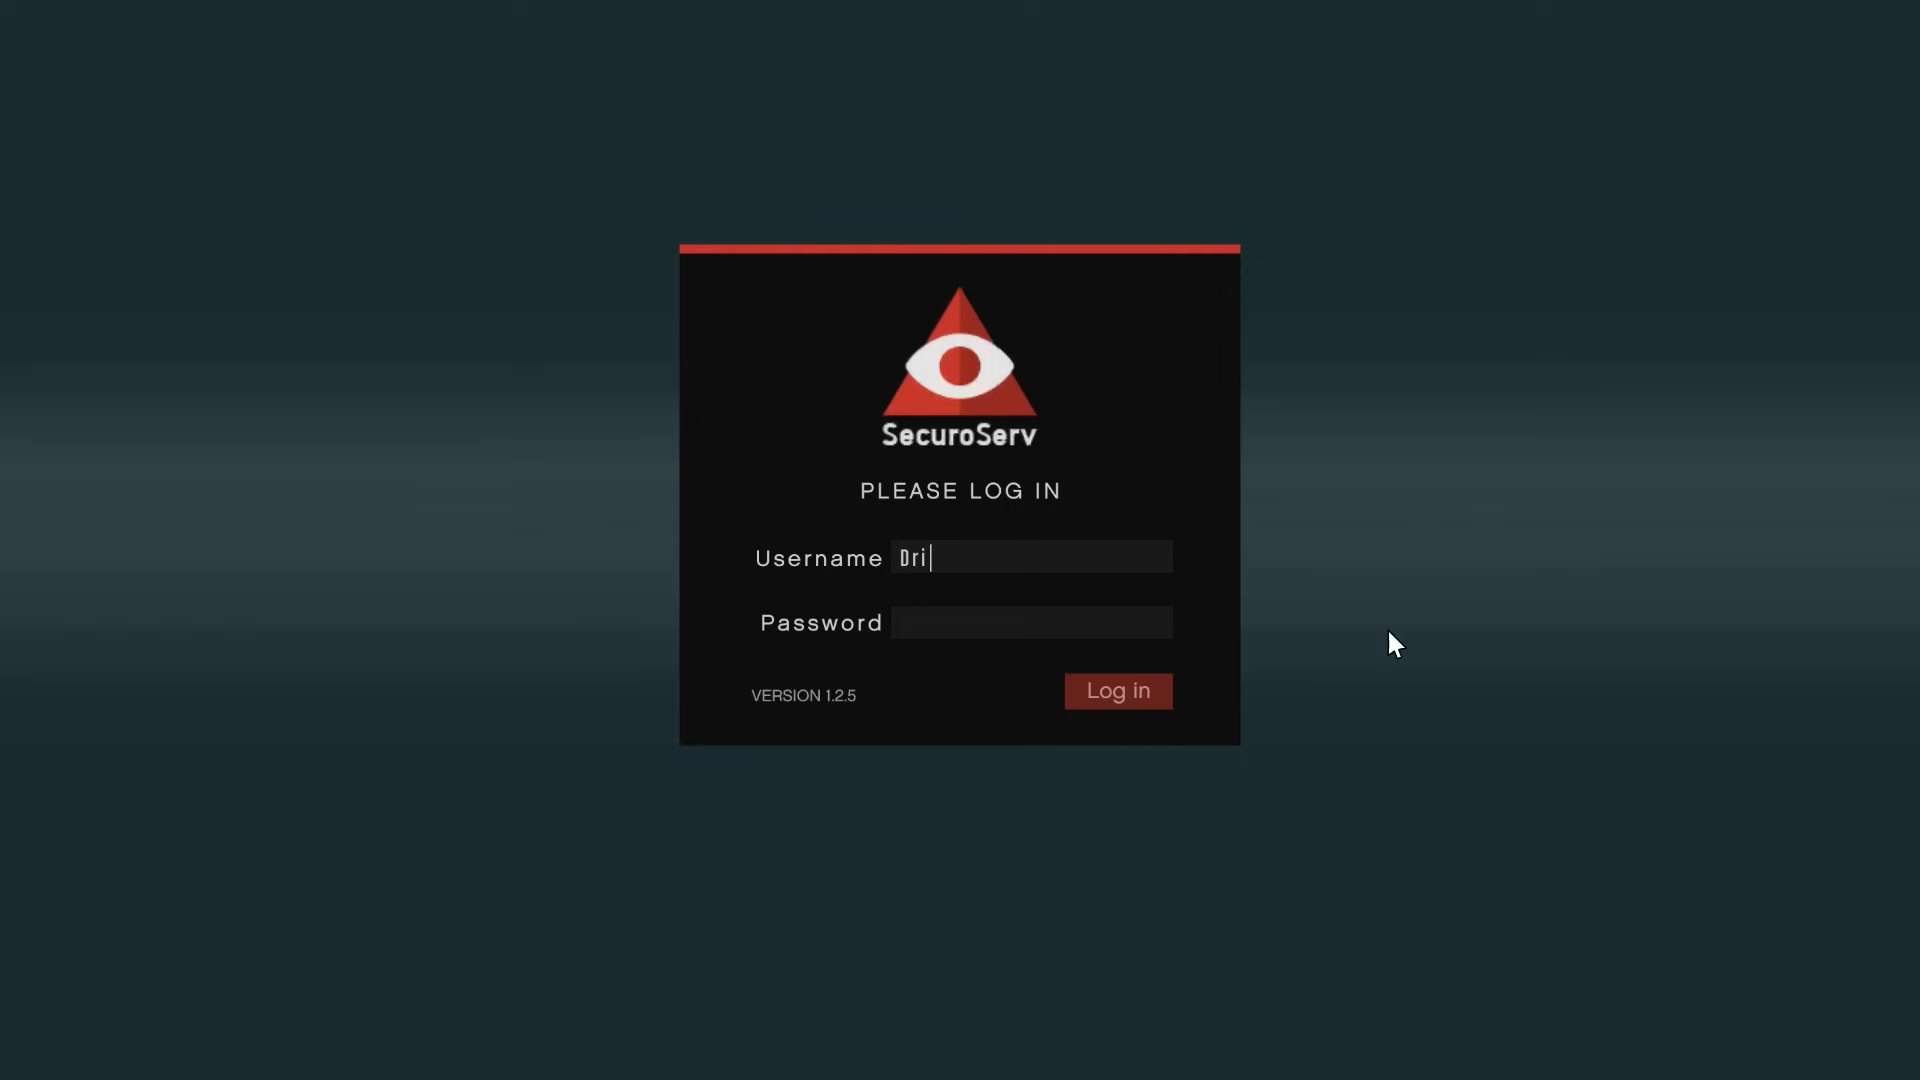 SecuroServ
PLEASE LOG IN
Username Dri
Password
VERSION 1.2.5
Log in